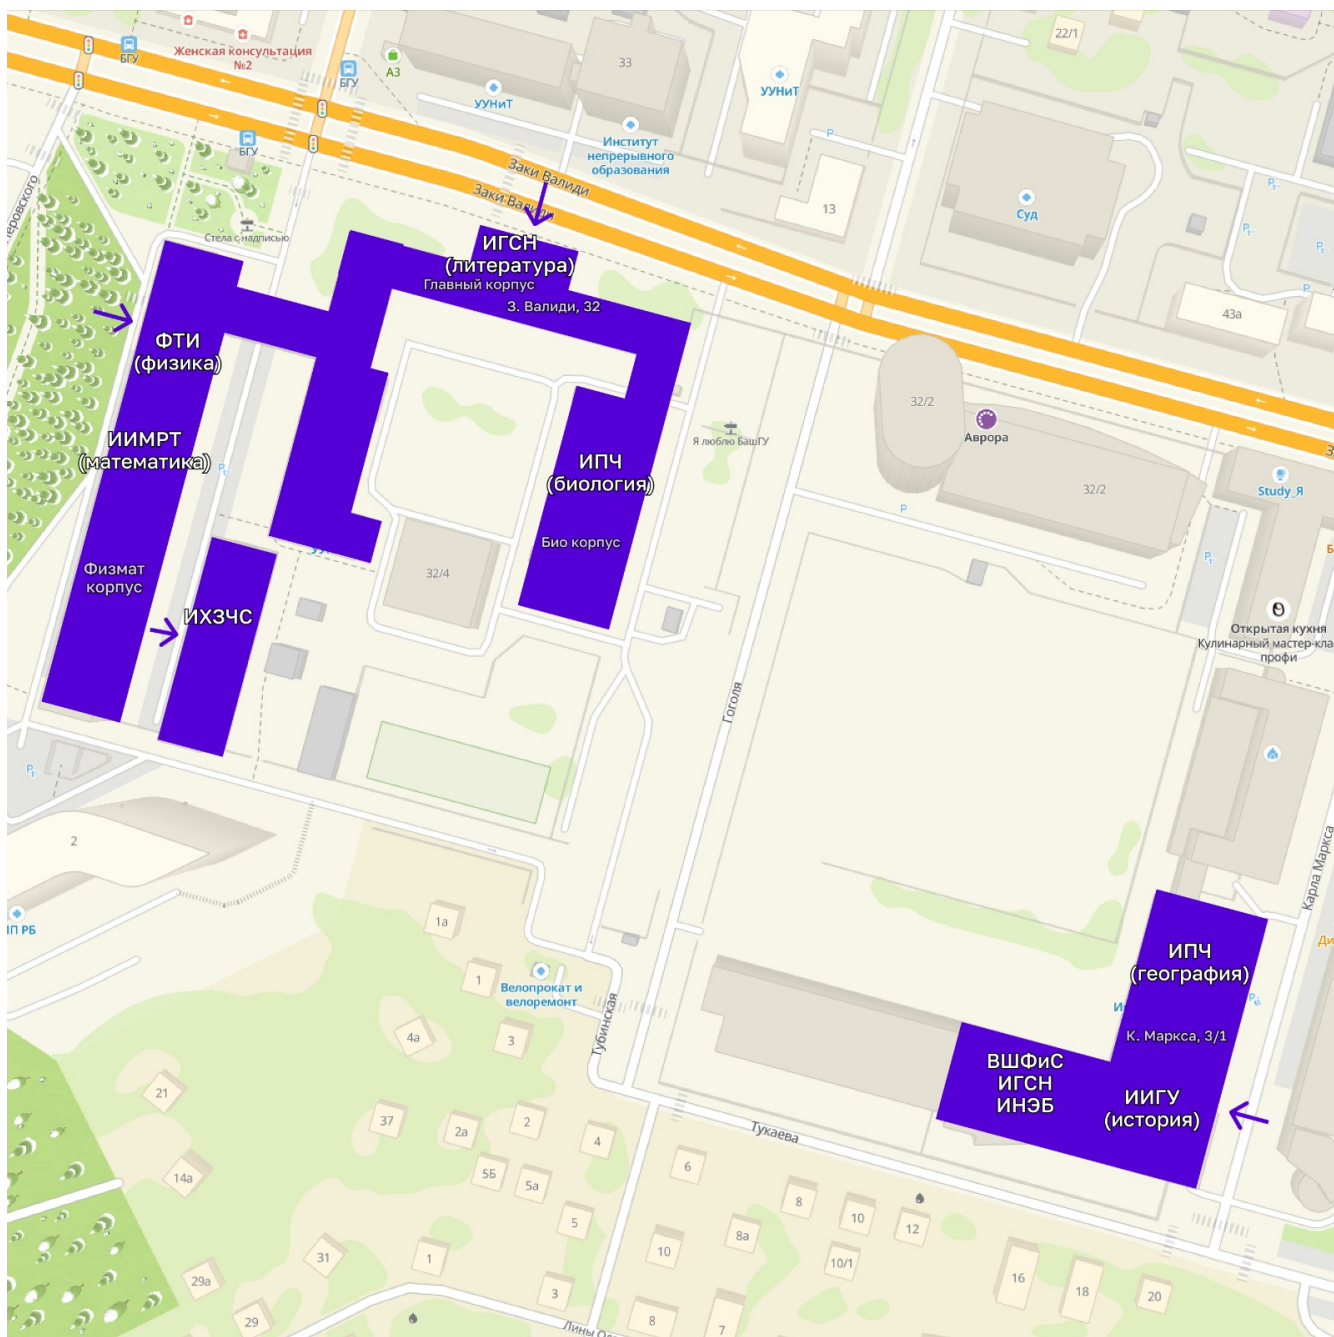 22/1
БГУ
Женская консультация
№2
33
АЗ
БГУ
УУНиТ
УУНиТ
Институт
непрерывного
образования
БГУ
Р
Заки Валиди
Заки Валиди
13
Суд
Р
Р
Р
Стела с надписью
ИГСН
(литература)
Главный корпус
З. Валиди, 32
Р
43а
ФТИ
(физика)
32/2
Аврора
ИИМРТ
(математика)
Р
Я люблю БашГУ
ИПЧ
(биология)
32/2
Study_Я
Р
Био корпус
Р
Физмат
корпус
32/4
ИХЗЧС
Открытая кухня
Кулинарный мастер-кла
профи
Гоголя
Р
2
Карла Маркса
1а
ИПЧ
(география)
1
Велопрокат и
велоремонт
Р
Тубинская
4а
3
К. Маркса, 3/1
ВШФиС
ИГСН
ИНЭБ
ИИГУ
(история)
21
37
2а
2
4
Тукаева
14а
5Б
5а
6
8
10
12
5
8а
10
10/1
31
1
29а
3
16
18
20
29
8
7